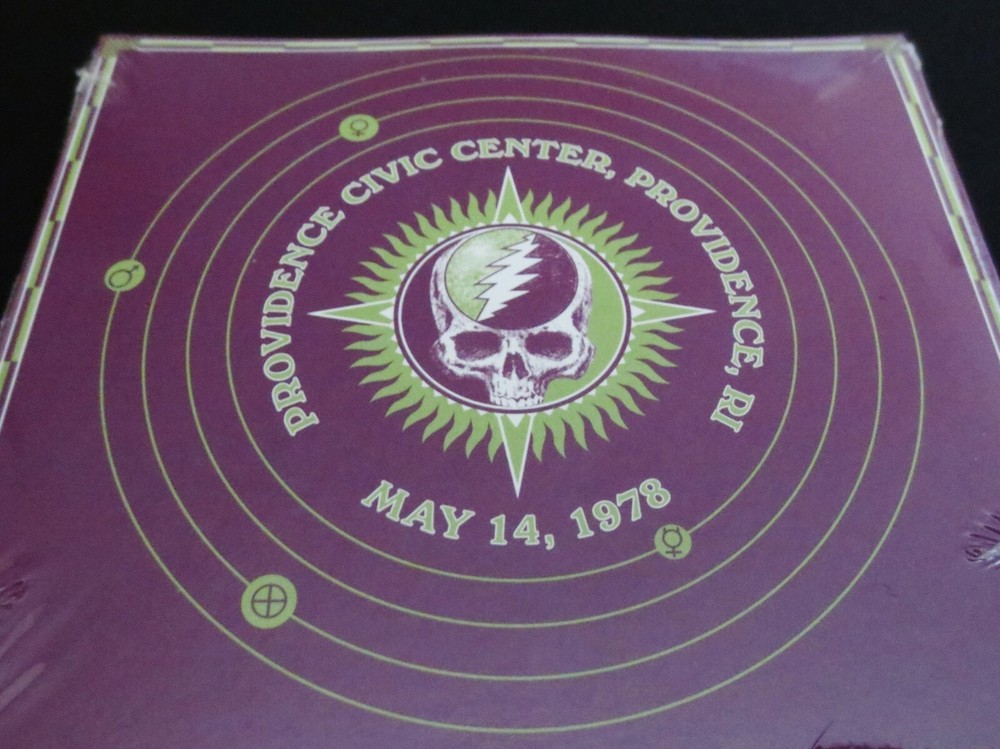 PROVIDENCE CIVIC CENTER, PROVIDENCE, RI
MAY 14, 1978